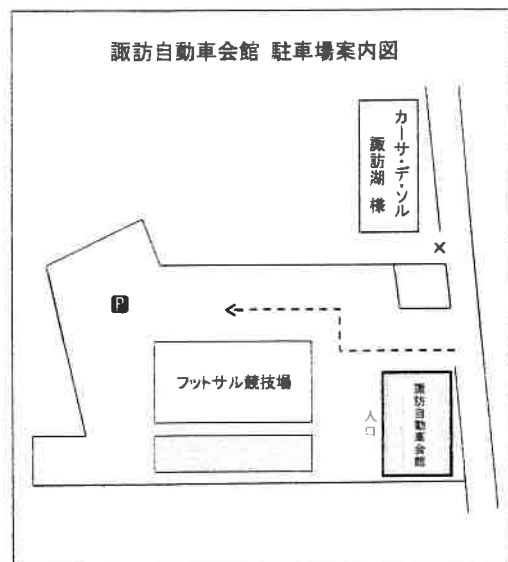 諏訪自動車会館 駐車場案内図
カーサ・デ・ソル
諏訪湖 様
×
P
フットサル競技場
入口
諏訪自動車会館